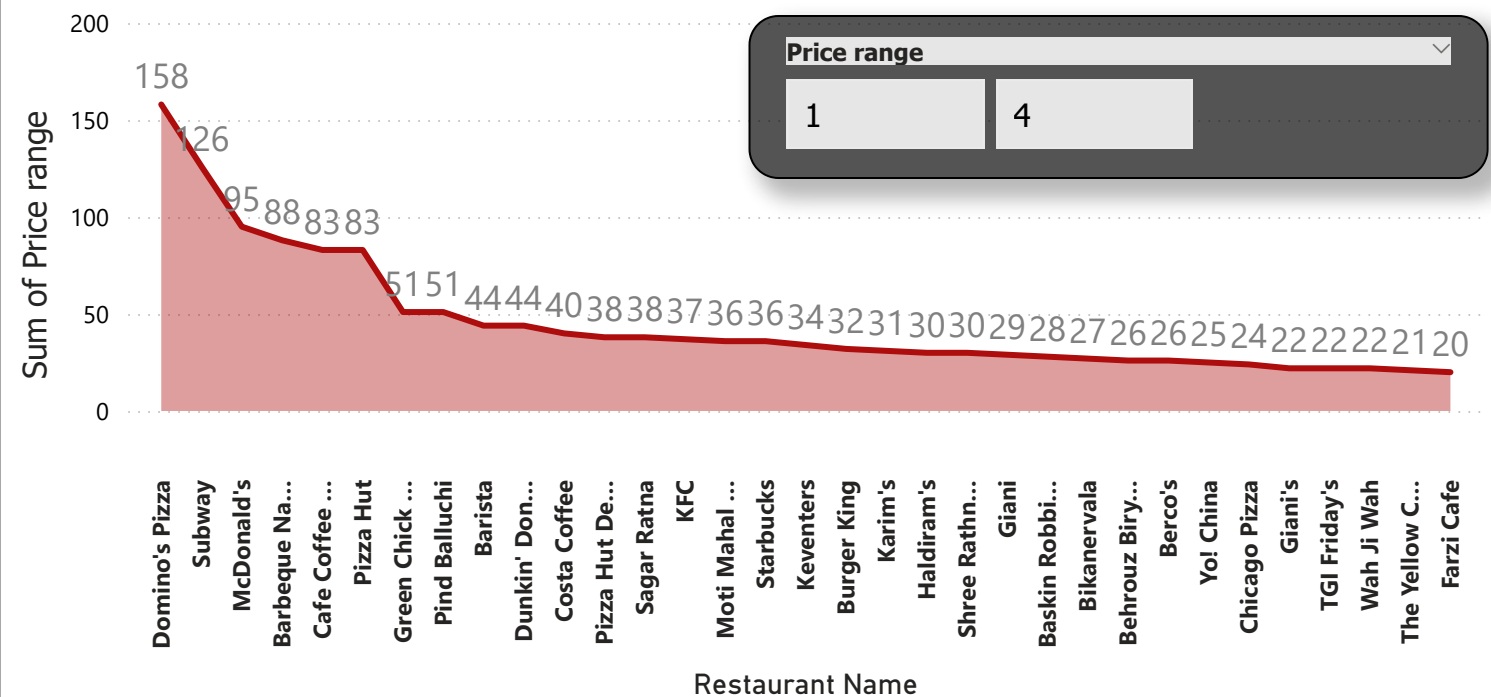 200
150
100
50
0
Sum of Price range
Price range
1 4
158
126
95
88
83
83
51
51
44
44
40
38
38
37
36
36
34
32
31
30
30
29
28
27
26
26
25
24
22
22
22
21
20
Domino's Pizza
Subway
McDonald's
Barbeque Na...
Cafe Coffee ...
Pizza Hut
Green Chick ...
Pind Balluchi
Barista
Dunkin' Don...
Costa Coffee
Pizza Hut De...
Sagar Ratna
KFC
Moti Mahal ...
Starbucks
Keventers
Burger King
Karim's
Haldiram's
Shree Rathn...
Giani
Baskin Robbi...
Bikanervala
Behrouz Biry...
Berco's
Yo! China
Chicago Pizza
Giani's
TGI Friday's
Wah Ji Wah
The Yellow C...
Farzi Cafe
Restaurant Name